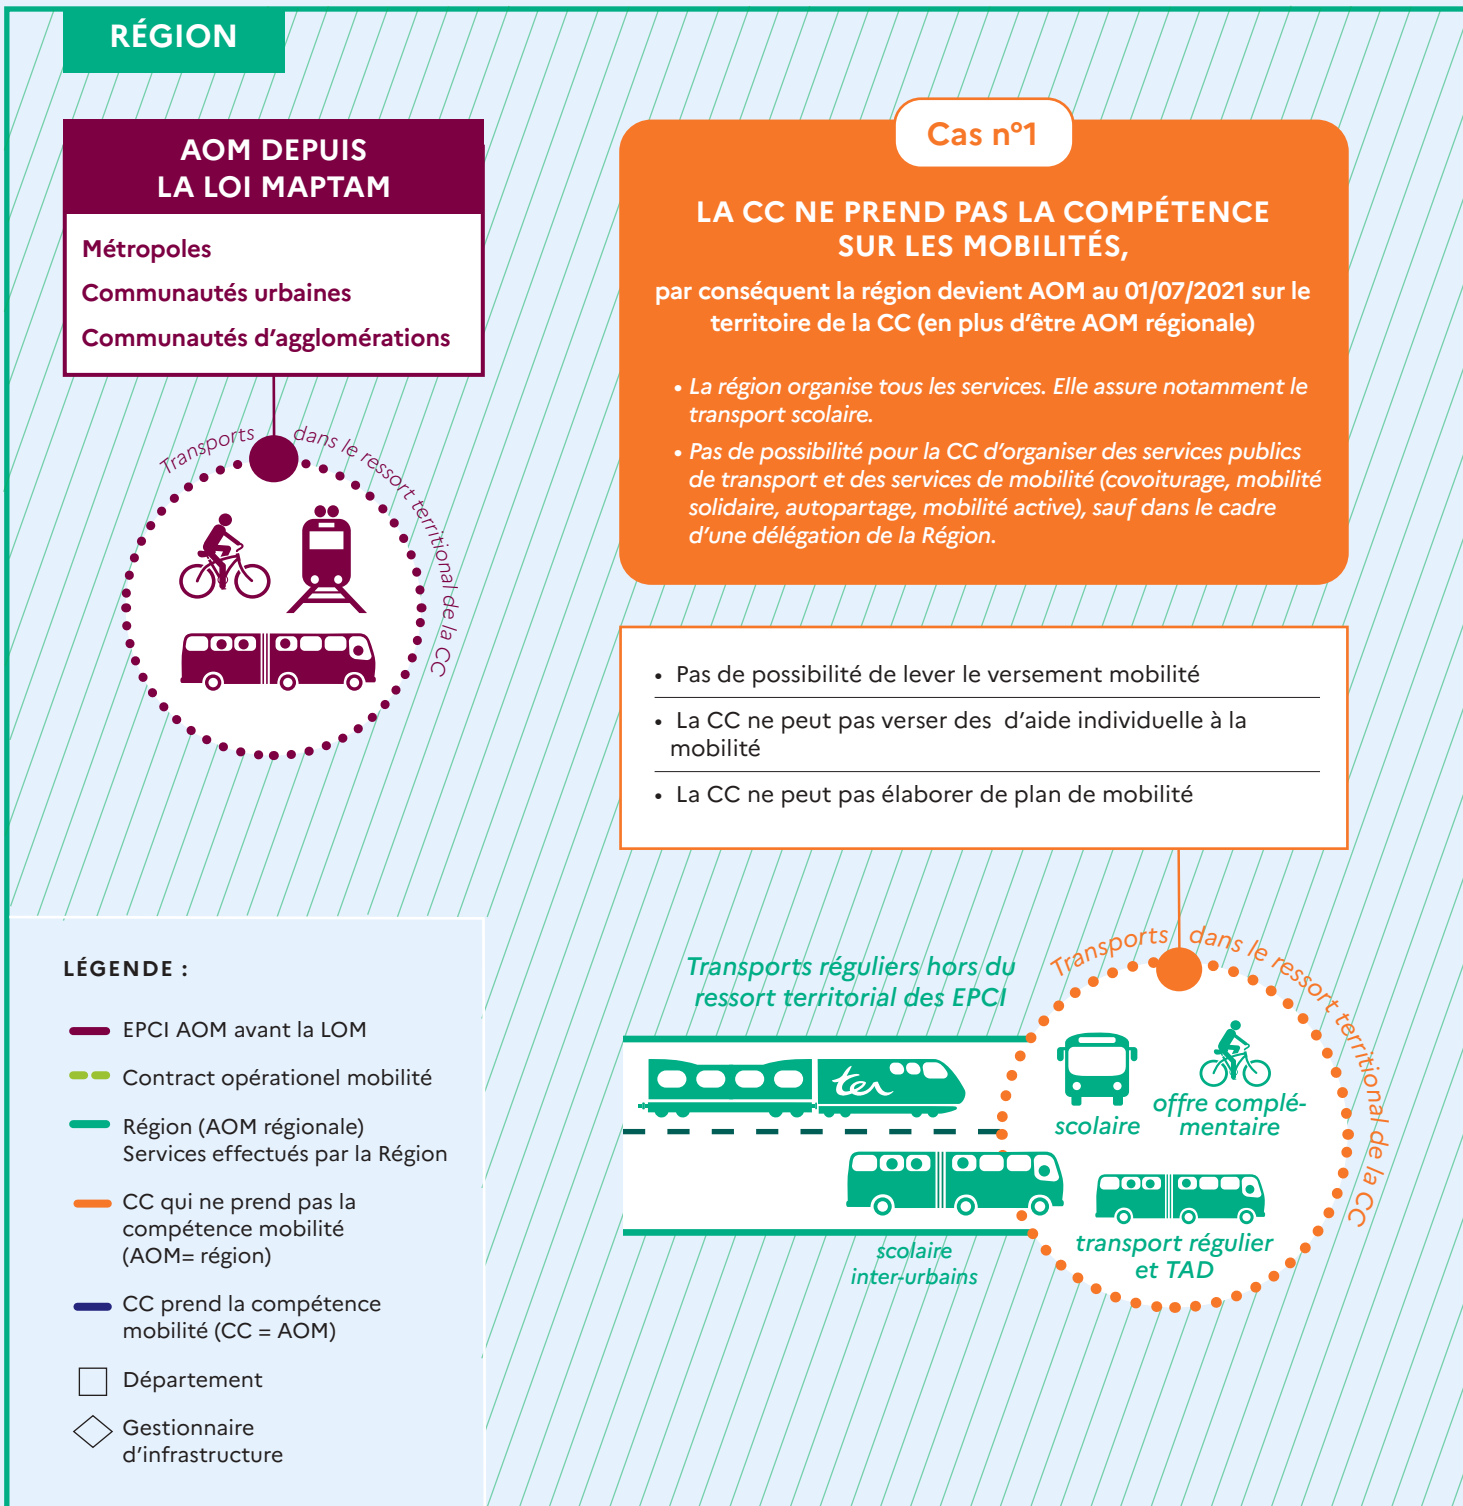 RÉGION
AOM DEPUIS
LA LOI MAPTAM
Métropoles
Communautés urbaines
Communautés d'agglomérations
Transports dans le ressort territional de la CC
Cas n°1
LA CC NE PREND PAS LA COMPÉTENCE
SUR LES MOBILITÉS,
par conséquent la région devient AOM au 01/07/2021 sur le
territoire de la CC (en plus d'être AOM régionale)
• La région organise tous les services. Elle assure notamment le
transport scolaire.
• Pas de possibilité pour la CC d'organiser des services publics
de transport et des services de mobilité (covoiturage, mobilité
solidaire, autopartage, mobilité active), sauf dans le cadre
d'une délégation de la Région.
• Pas de possibilité de lever le versement mobilité
• La CC ne peut pas verser des d'aide individuelle à la
mobilité
• La CC ne peut pas élaborer de plan de mobilité
LÉGENDE :
EPCI AOM avant la LOM
Contract opérationel mobilité
Région (AOM régionale)
Services effectués par la Région
CC qui ne prend pas la
compétence mobilité
(AOM= région)
CC prend la compétence
mobilité (CC = AOM)
Département
Gestionnaire
d'infrastructure
Transports réguliers hors du
ressort territorial des EPCI
ter
scolaire
inter-urbains
Transports dans le ressort territional de la CC
scolaire
offre complé-
mentaire
transport régulier
et TAD